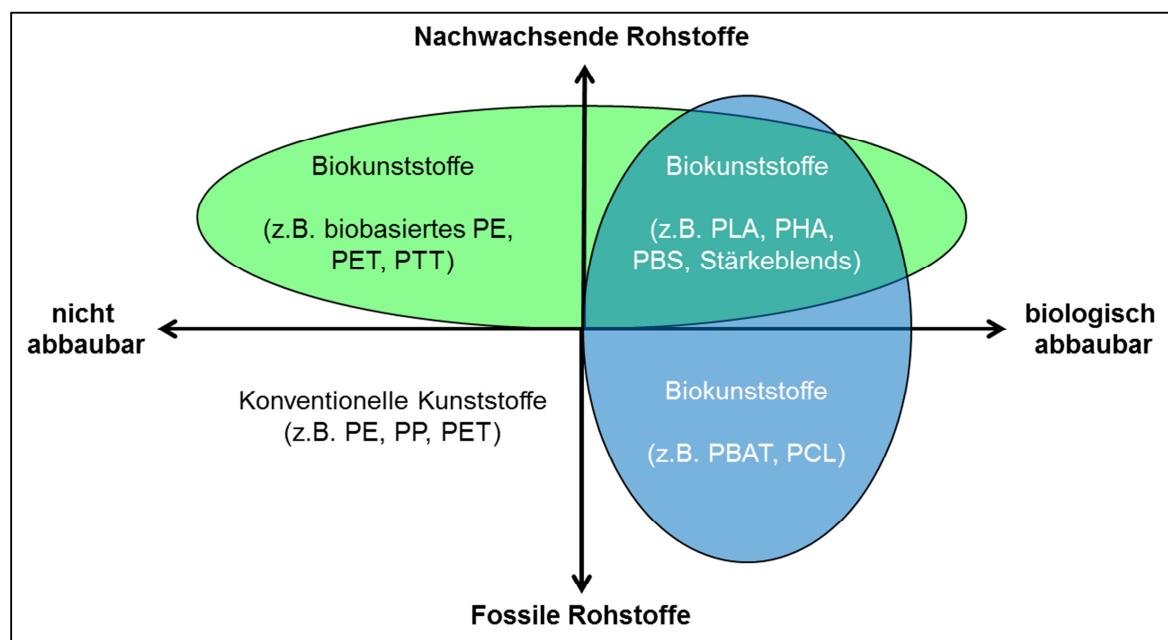 Nachwachsende Rohstoffe
Biokunststoffe
(z.B. biobasiertes PE,
PET, PTT)
Biokunststoffe
(z.B. PLA, PHA,
PBS, Stärkeblends)
nicht
abbaubar
biologisch
abbaubar
Konventionelle Kunststoffe
(z.B. PE, PP, PET)
Biokunststoffe
(z.B. PBAT, PCL)
Fossile Rohstoffe